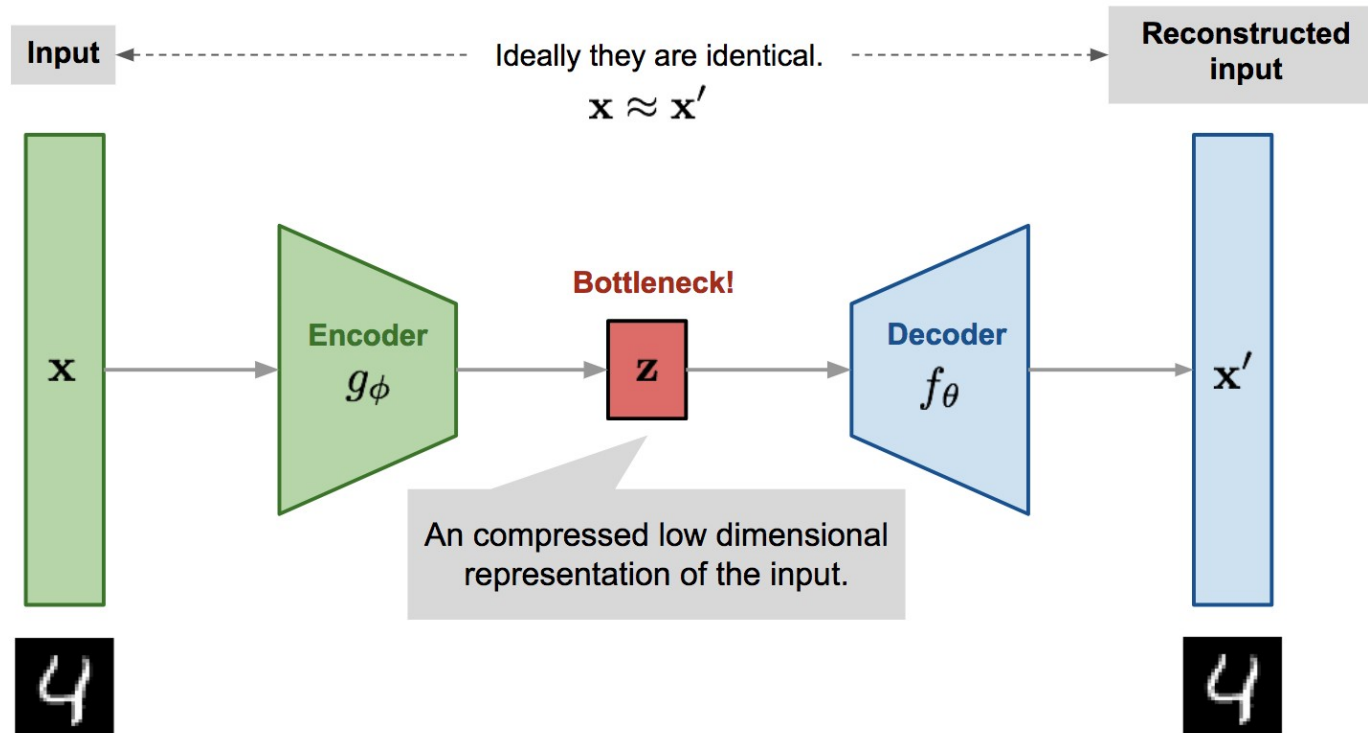 Input
Ideally they are identical.
x ≈ x′
Reconstructed
input
Bottleneck!
Encoder
gϕ
Decoder
fθ
x
z
x′
An compressed low dimensional
representation of the input.
4
4